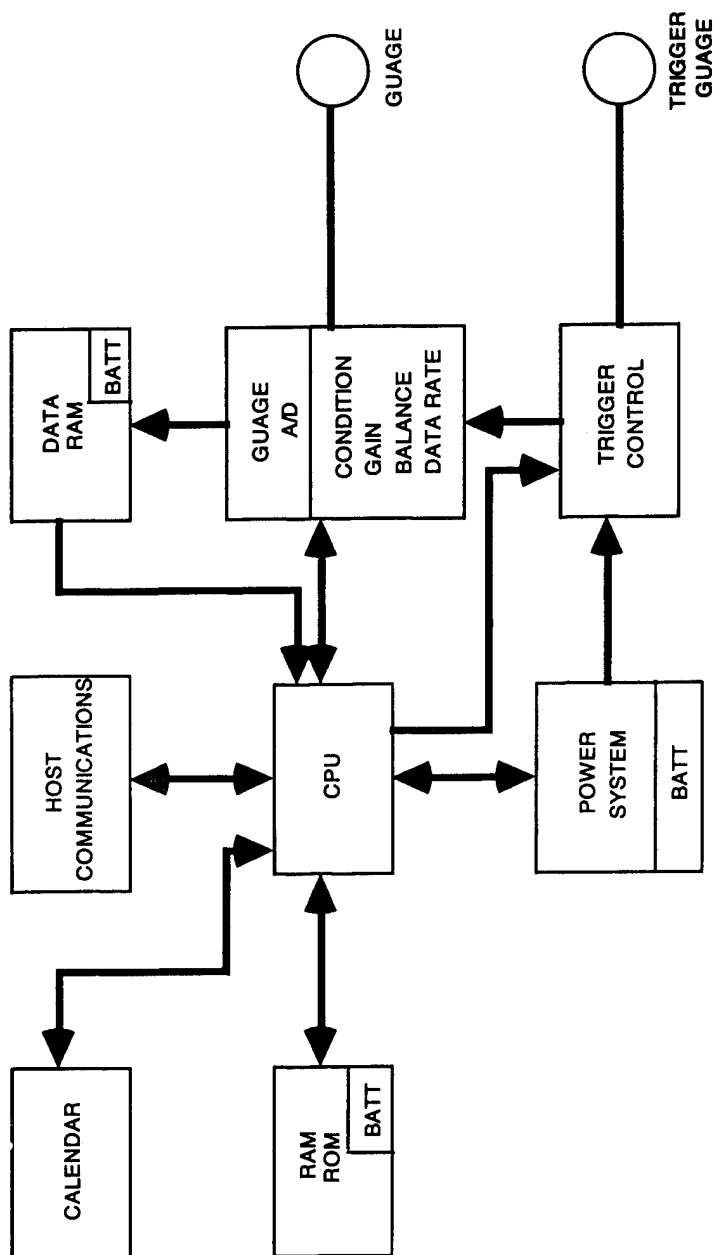 CALENDAR
HOST
COMMUNICATIONS
DATA
RAM
BATT
RAM
ROM
BATT
CPU
GUAGE
A/D
CONDITION
GAIN
BALANCE
DATA RATE
GUAGE
POWER
SYSTEM
BATT
TRIGGER
CONTROL
TRIGGER
GUAGE